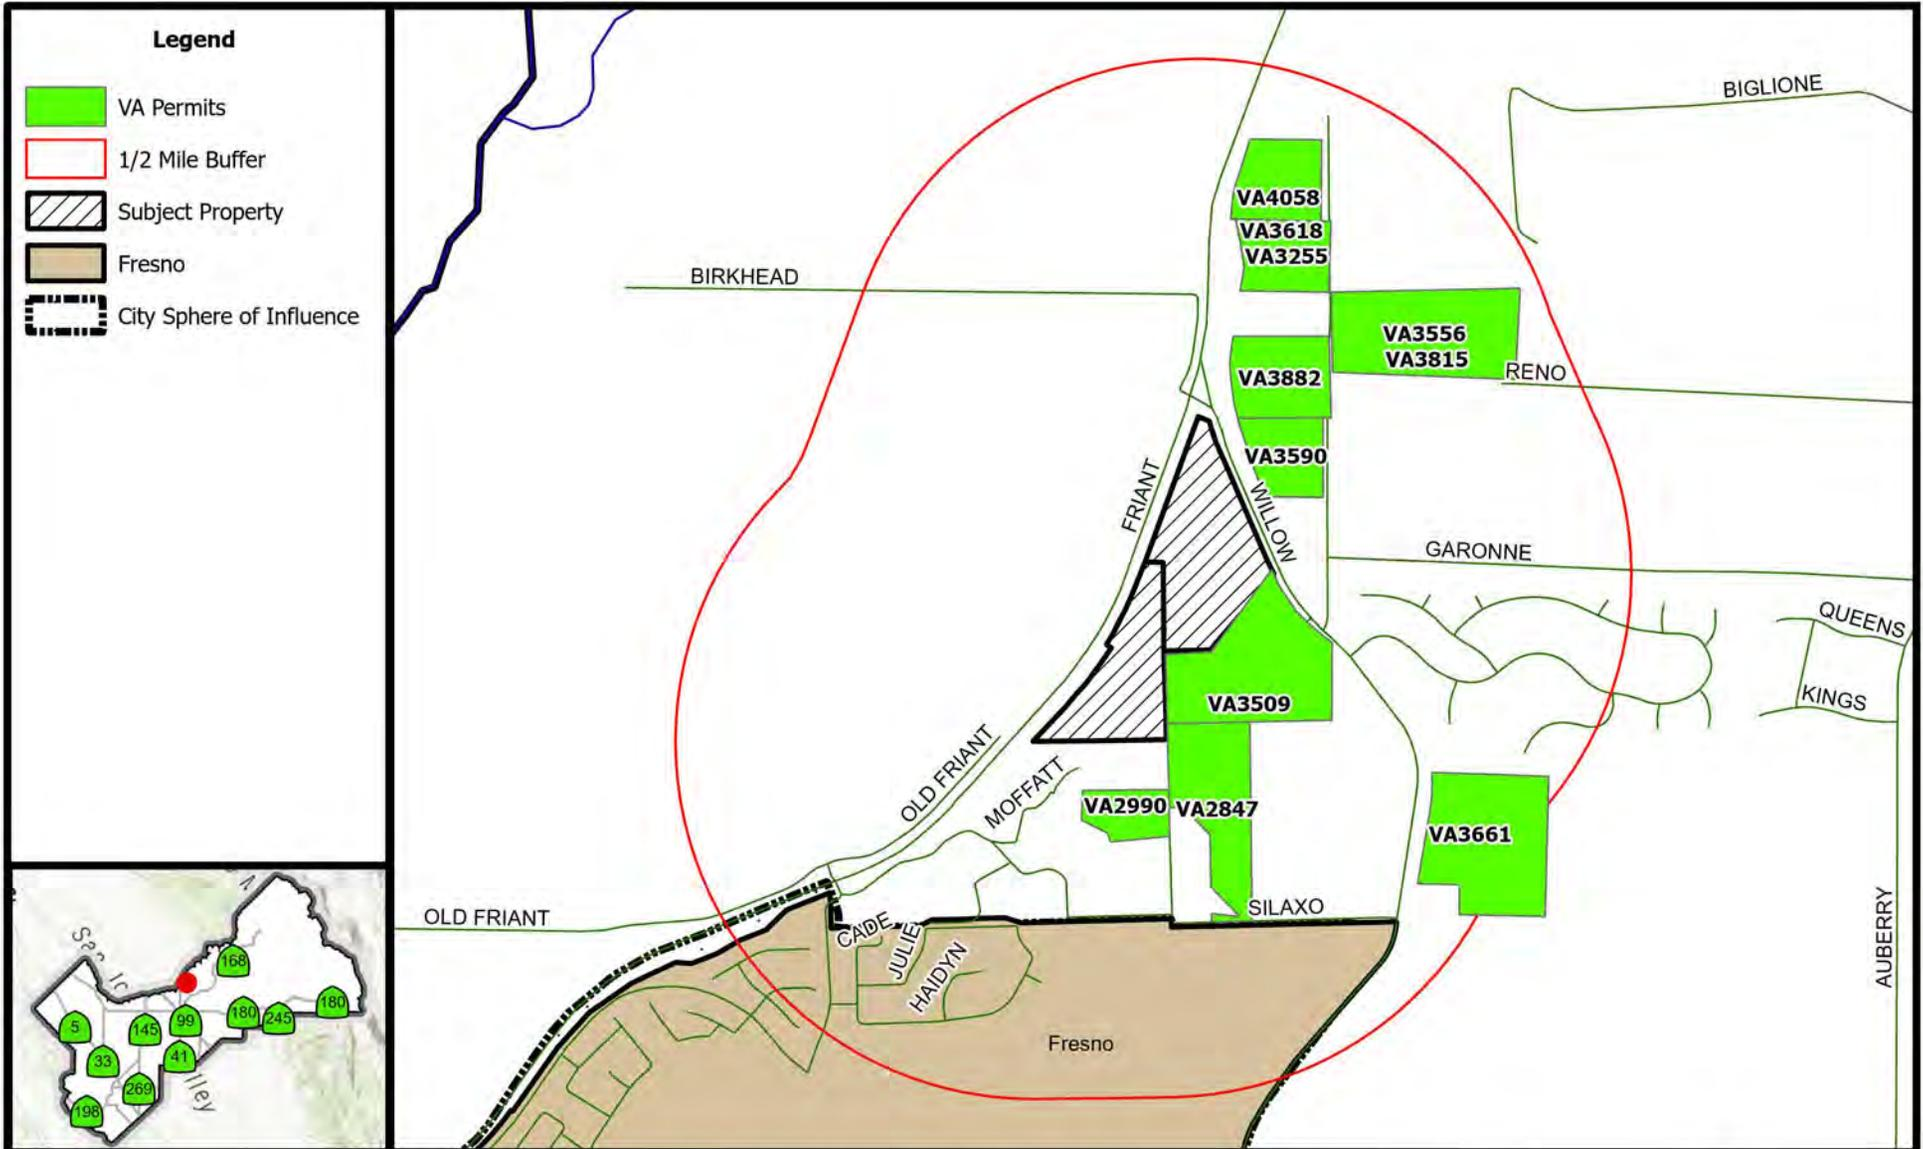 Legend
VA Permits
1/2 Mile Buffer
Subject Property
Fresno
City Sphere of Influence
BIGLIONE
VA4058
VA3618
VA3255
BIRKHEAD
VA3556
VA3815
RENO
VA3882
VA3590
FRIANT
WILLOW
GARONNE
QUEENS
KINGS
VA3509
OLD FRIANT
MOFFATT
VA2990
VA2847
VA3661
SILAXO
OLD FRIANT
CADE
JULIE
HAIDYN
AUBERRY
Fresno
168
180
180
245
5
145
99
33
41
269
198